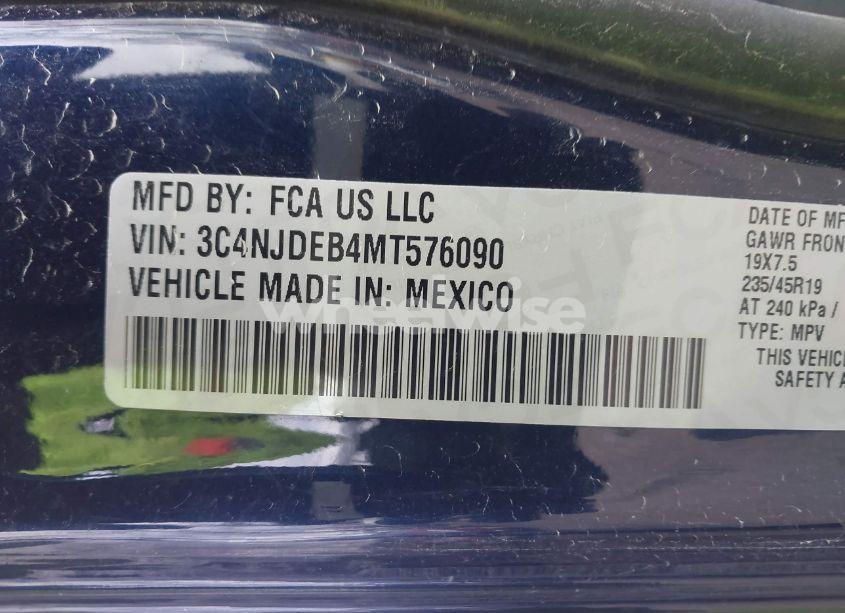 MFD BY: FCA US LLC
VIN: 3C4NJDEB4MT576090
VEHICLE MADE IN: MEXICO
wheelwise
DATE OF MF
GAWR FRON
19X7.5
235/45R19
AT 240 kPa /
TYPE: MPV
THIS VEHIC
SAFETY A